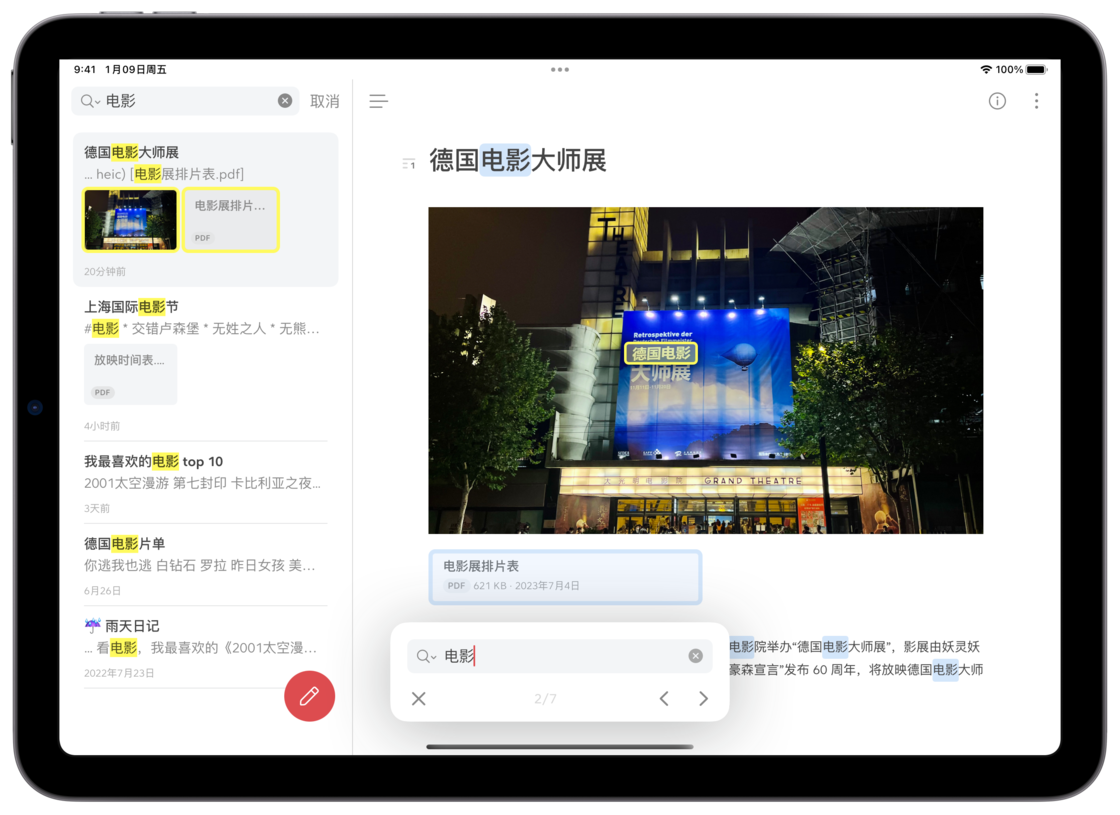 9:41 1月09日周五
100%
电影
取消
德国电影大师展
... heic) [电影展排片表.pdf]
电影展排片...
PDF
20分钟前
上海国际电影节
#电影 * 交错卢森堡 * 无姓之人 * 无熊...
放映时间表....
PDF
4小时前
我最喜欢的电影 top 10
2001太空漫游 第七封印 卡比利亚之夜...
3天前
德国电影片单
你逃我也逃 白钻石 罗拉 昨日女孩 美...
6月26日
☔ 雨天日记
... 看电影，我最喜欢的《2001太空漫游...
2022年7月23日
1
德国电影大师展
THEATRE
Retrospektive der
Deutschen Filmmeister
德国电影
大师展
大光明电影院 GRAND THEATRE
电影展排片表
PDF 621 KB · 2023年7月4日
电影院举办“德国电影大师展”，影展由妖灵妖
豪森宣言”发布 60 周年，将放映德国电影大师
电影
2/7